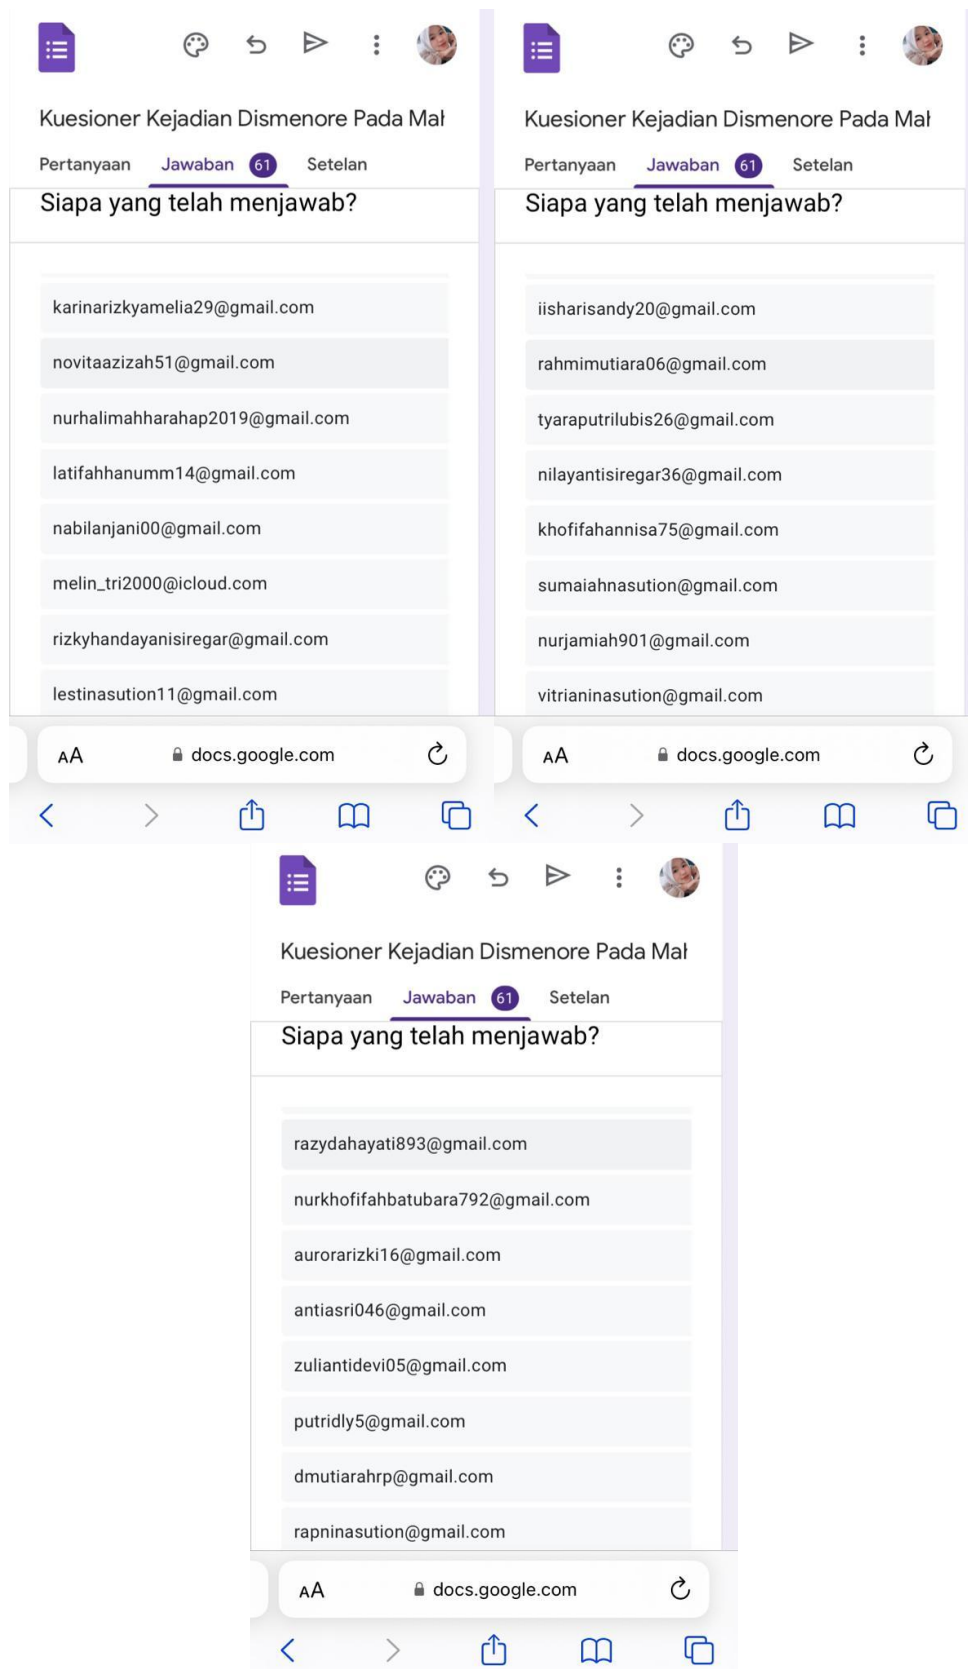 Kuesioner Kejadian Dismenore Pada Mah
Pertanyaan Jawaban 61 Setelan
Siapa yang telah menjawab?
karinarizkyamelia29@gmail.com
novitaazizah51@gmail.com
nurhalimahharahap2019@gmail.com
latifahhanumm14@gmail.com
nabilanjani00@gmail.com
melin_tri2000@icloud.com
rizkyhandayanisiregar@gmail.com
lestinasution11@gmail.com
AA docs.google.com
Kuesioner Kejadian Dismenore Pada Mah
Pertanyaan Jawaban 61 Setelan
Siapa yang telah menjawab?
iisharisandy20@gmail.com
rahmimutiara06@gmail.com
tyaraputrilubis26@gmail.com
nilayantisiregar36@gmail.com
khofifahannisa75@gmail.com
sumaiahnasution@gmail.com
nurjamiah901@gmail.com
vitrianinasution@gmail.com
AA docs.google.com
Kuesioner Kejadian Dismenore Pada Mah
Pertanyaan Jawaban 61 Setelan
Siapa yang telah menjawab?
razydahayati893@gmail.com
nurkhofifahbatubara792@gmail.com
aurorarizki16@gmail.com
antiasri046@gmail.com
zuliantidevi05@gmail.com
putridly5@gmail.com
dmutiarahrp@gmail.com
rapninasution@gmail.com
AA docs.google.com